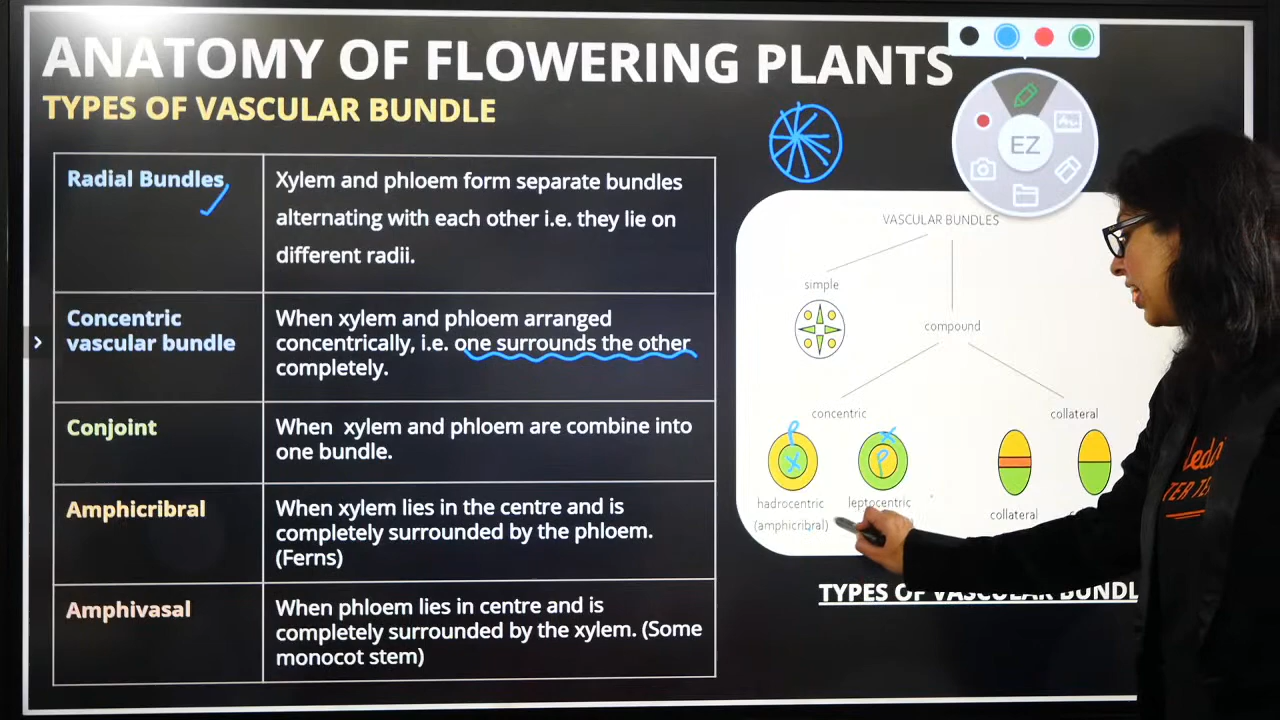 ANATOMY OF FLOWERING PLANTS
TYPES OF VASCULAR BUNDLE
EZ
Radial Bundles
Xylem and phloem form separate bundles
alternating with each other i.e. they lie on
different radii.
Concentric
vascular bundle
When xylem and phloem arranged
concentrically, i.e. one surrounds the other
completely.
Conjoint
When xylem and phloem are combine into
one bundle.
Amphicribral
When xylem lies in the centre and is
completely surrounded by the phloem.
(Ferns)
Amphivasal
When phloem lies in centre and is
completely surrounded by the xylem. (Some
monocot stem)
VASCULAR BUNDLES
simple
compound
concentric
collateral
P
x
x
P
hadrocentric
(amphicribral)
leptocentric
collateral
TYPES OF VASCULAR BUNDL